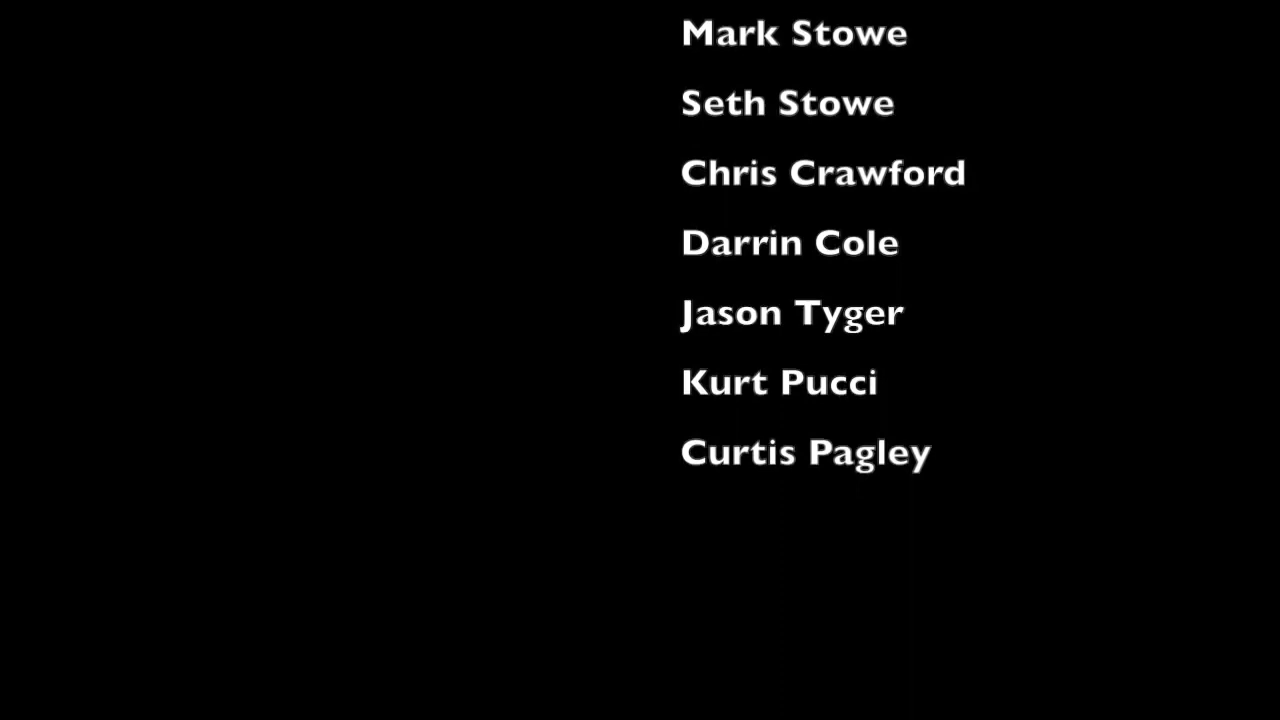 Mark Stowe
Seth Stowe
Chris Crawford
Darrin Cole
Jason Tyger
Kurt Pucci
Curtis Pagley